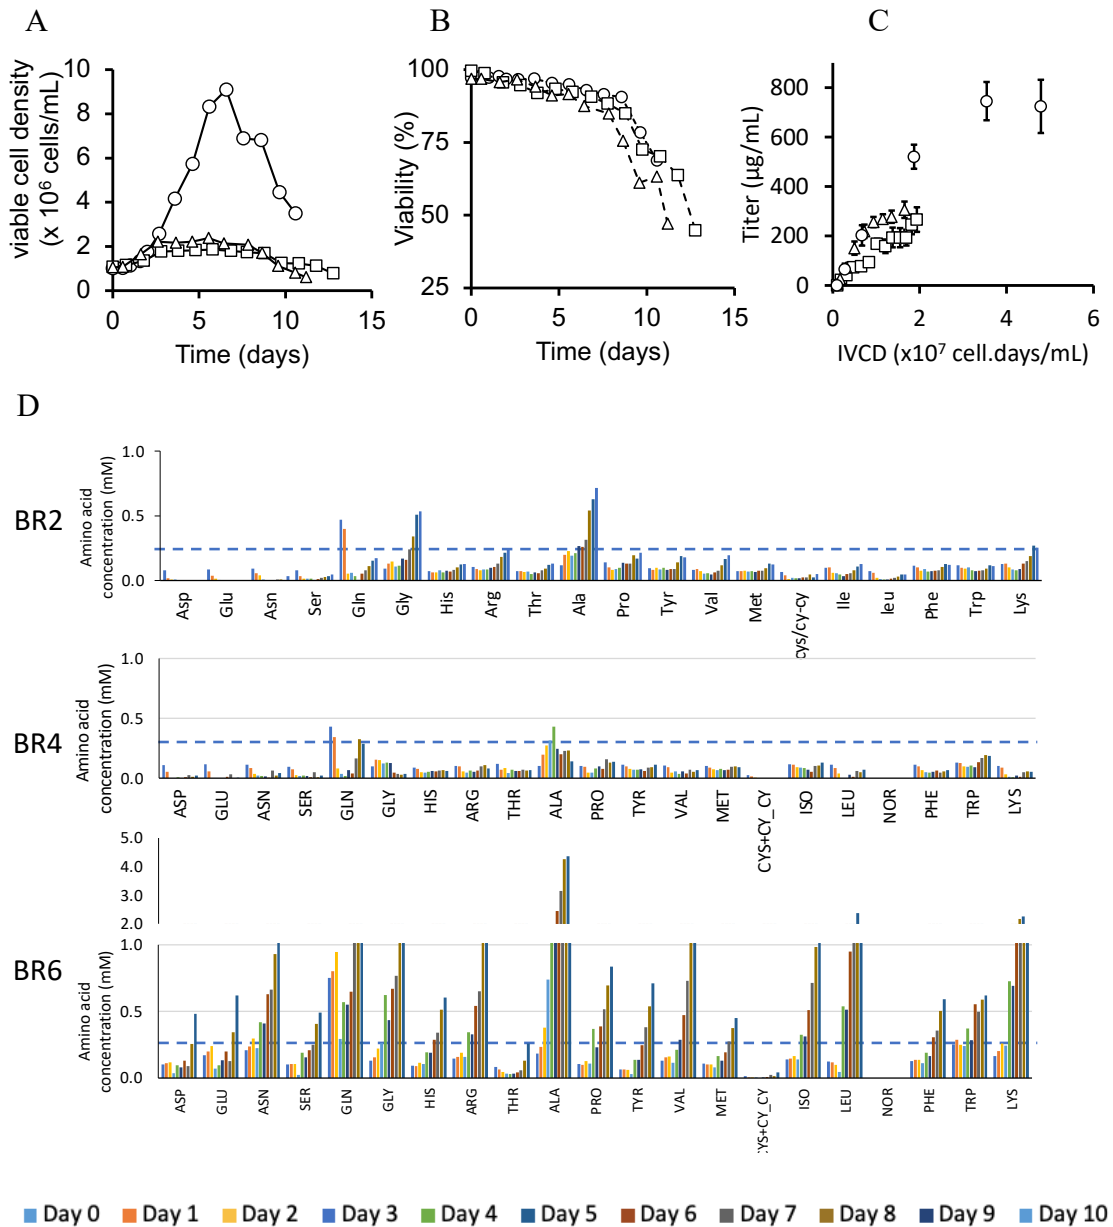 A
B
C
viable cell density
(x 10⁶ cells/mL)
10
8
6
4
2
0
0
5
10
15
Time (days)
Viability (%)
100
75
50
25
0
5
10
15
Time (days)
Titer (µg/mL)
800
600
400
200
0
0
2
4
6
IVCD (x10⁷ cell.days/mL)
D
BR2
Amino acid
concentration (mM)
1.0
0.5
0.0
Asp
Glu
Asn
Ser
Gln
Gly
His
Arg
Thr
Ala
Pro
Tyr
Val
Met
cys/cy-cy
Ile
leu
Phe
Trp
Lys
BR4
Amino acid
concentration (mM)
1.0
0.5
0.0
ASP
GLU
ASN
SER
GLN
GLY
HIS
ARG
THR
ALA
PRO
TYR
VAL
MET
CYS+CY_CY
ISO
LEU
NOR
PHE
TRP
LYS
BR6
Amino acid
concentration (mM)
5.0
4.0
3.0
2.0
1.0
0.5
0.0
ASP
GLU
ASN
SER
GLN
GLY
HIS
ARG
THR
ALA
PRO
TYR
VAL
MET
CYS+CY_CY
ISO
LEU
NOR
PHE
TRP
LYS
Day 0 Day 1 Day 2 Day 3 Day 4 Day 5 Day 6 Day 7 Day 8 Day 9 Day 10